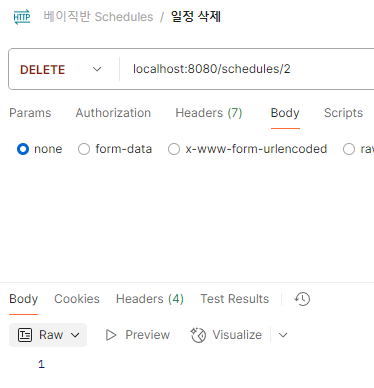 HTTP 베이직반 Schedules / 일정 삭제
DELETE localhost:8080/schedules/2
Params Authorization Headers (7) Body Scripts
none form-data x-www-form-urlencoded
Body Cookies Headers (4) Test Results
Raw Preview Visualize
1